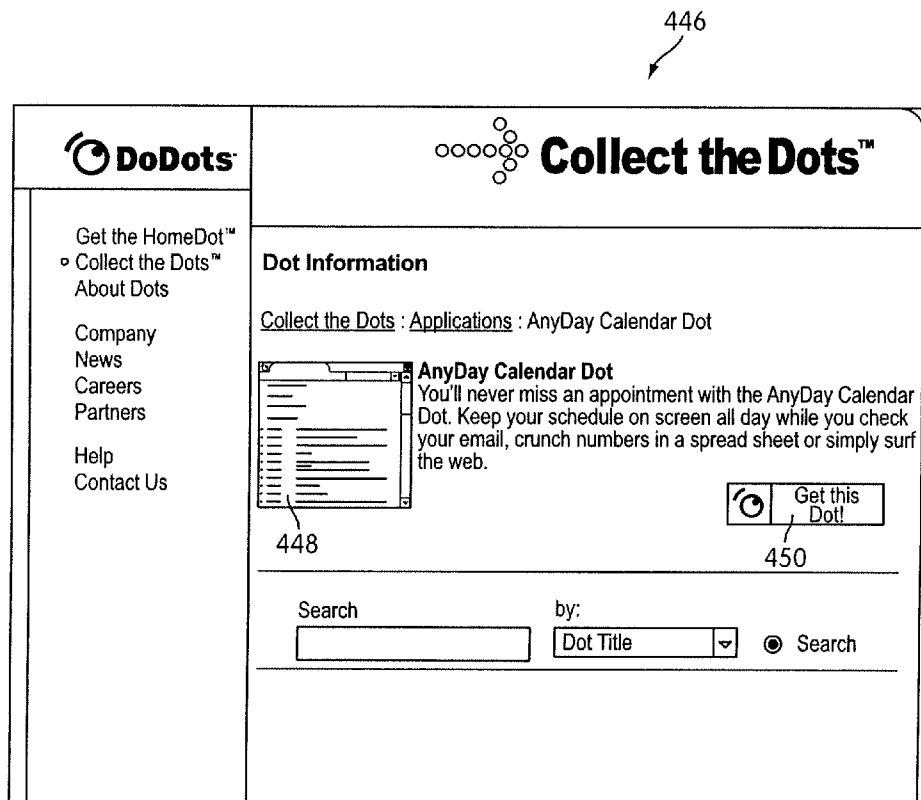 446
DoDots
Collect the Dots™
Get the HomeDot™
Collect the Dots™
About Dots
Company
News
Careers
Partners
Help
Contact Us
Dot Information
Collect the Dots : Applications : AnyDay Calendar Dot
AnyDay Calendar Dot
You'll never miss an appointment with the AnyDay Calendar
Dot. Keep your schedule on screen all day while you check
your email, crunch numbers in a spread sheet or simply surf
the web.
Get this
Dot!
448
450
Search
by:
Dot Title
Search